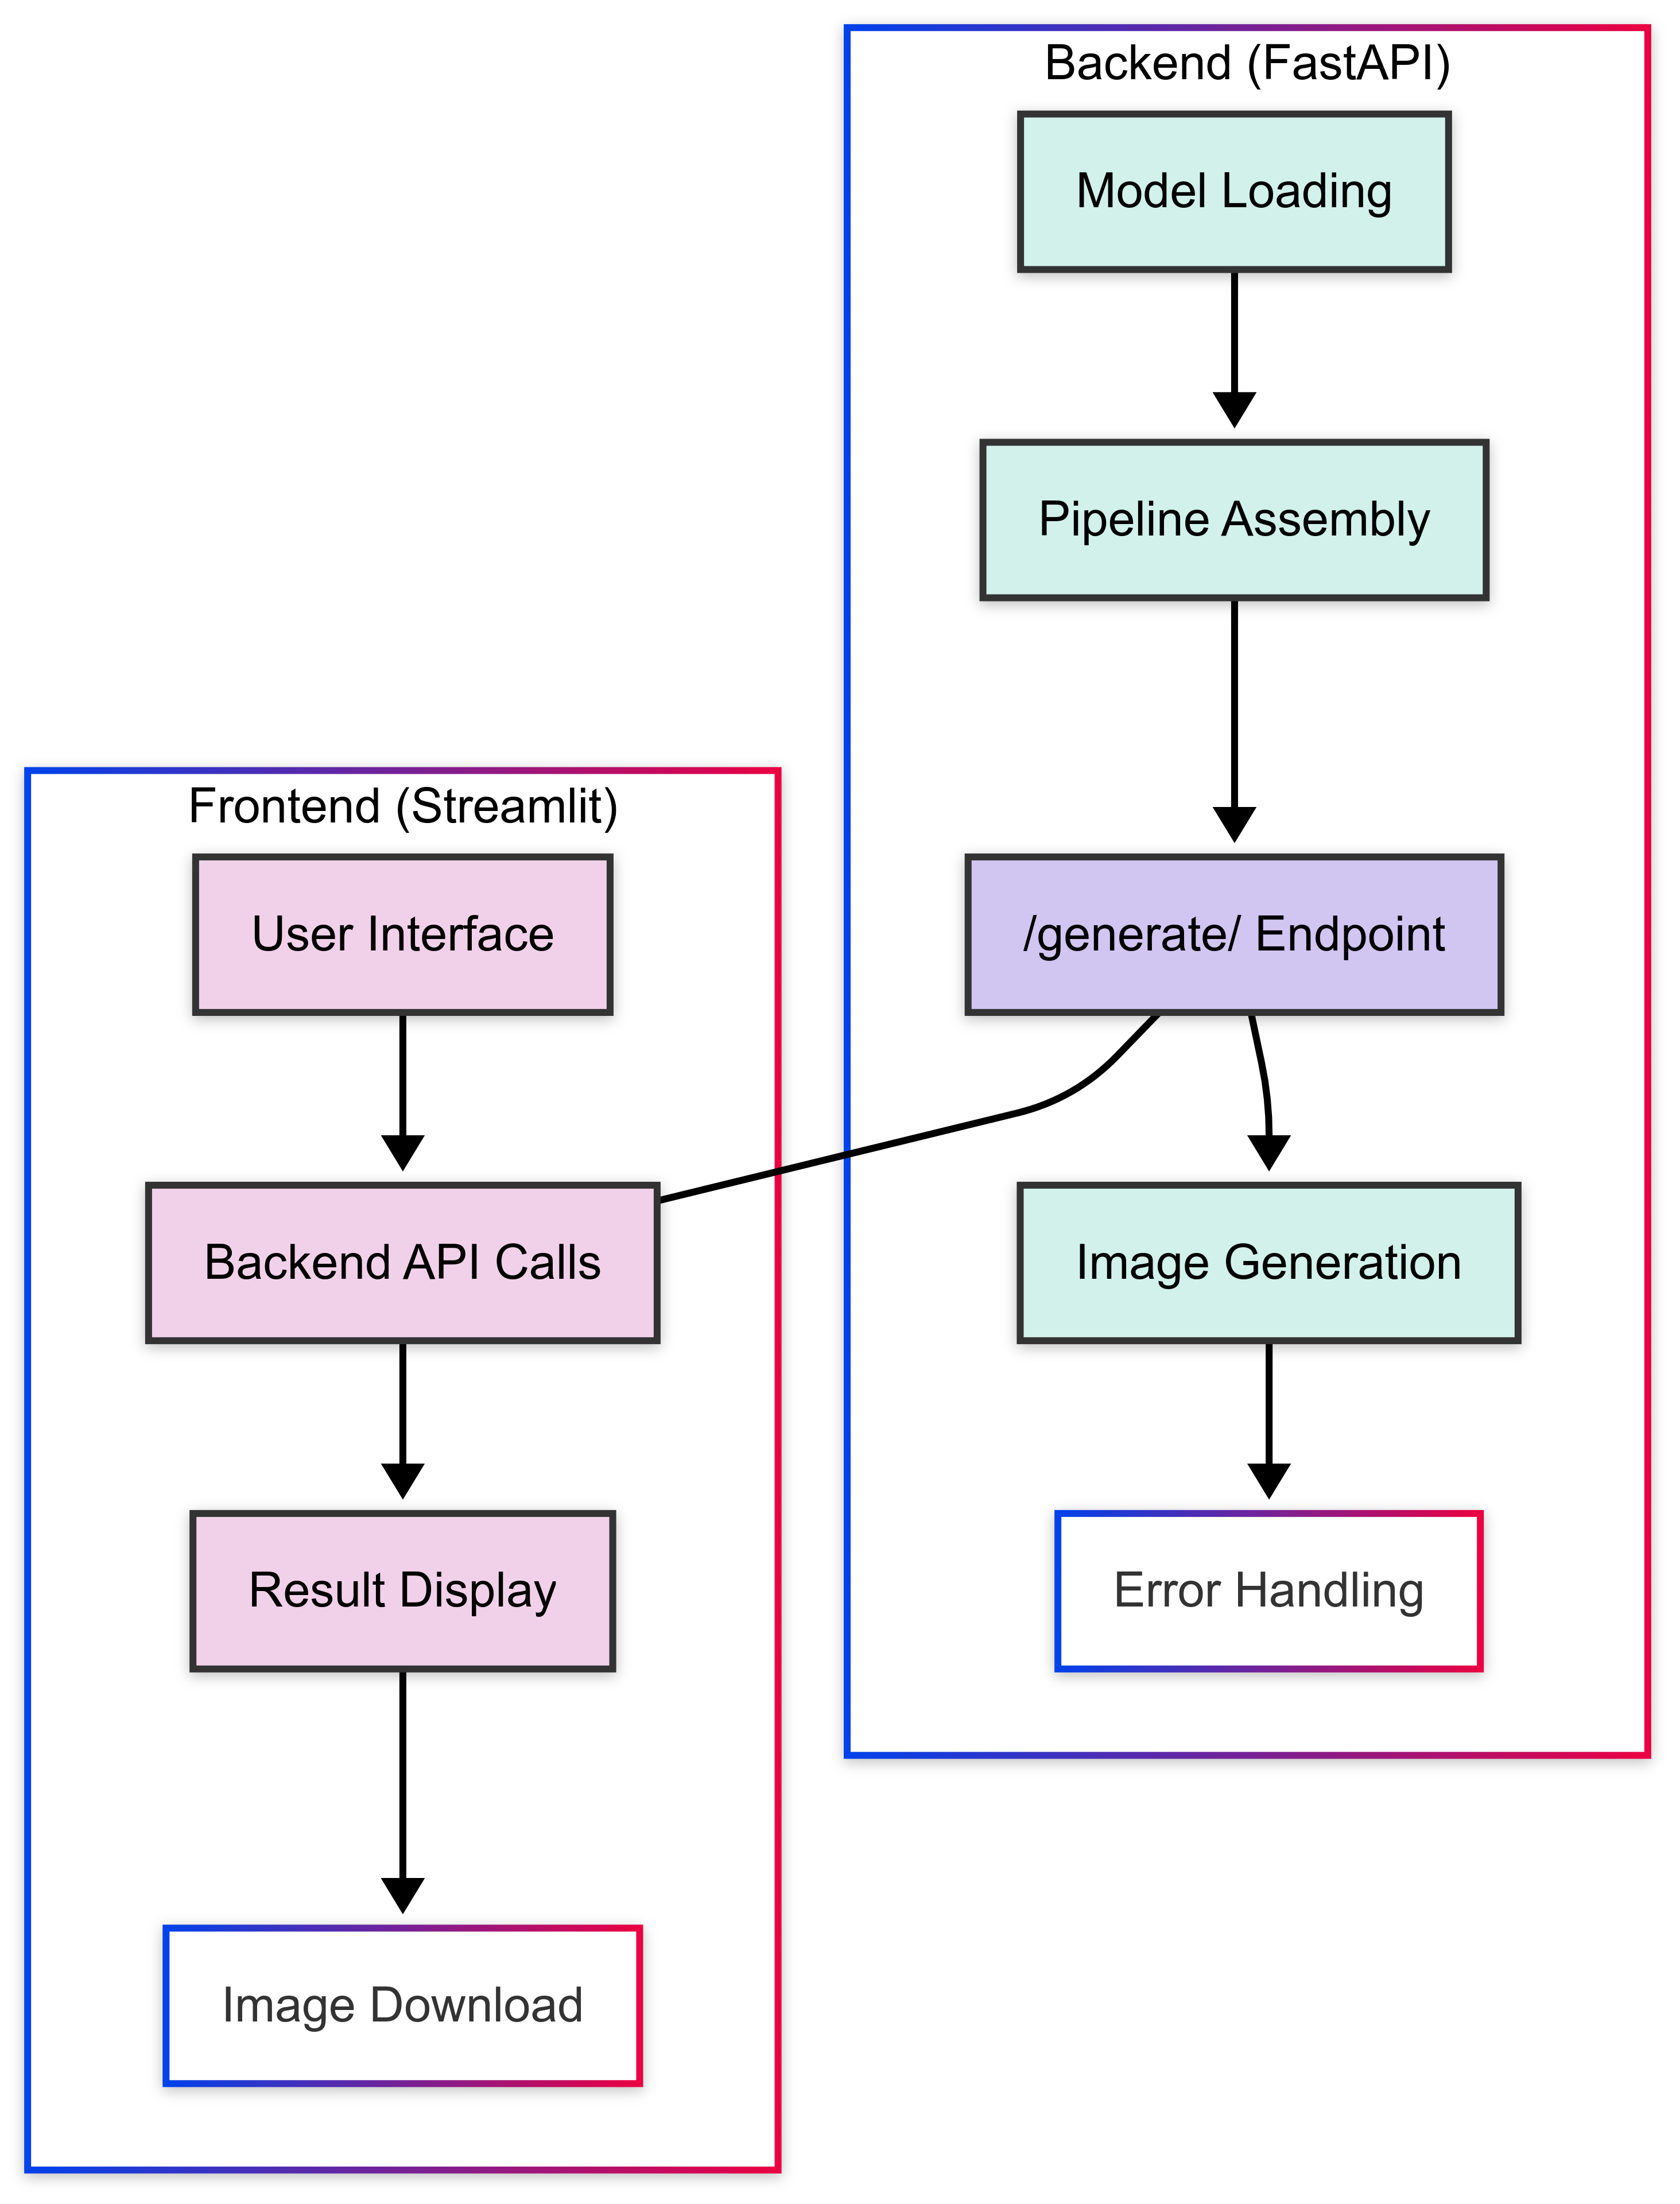 Backend (FastAPI)
Model Loading
Pipeline Assembly
/generate/ Endpoint
Image Generation
Error Handling
Frontend (Streamlit)
User Interface
Backend API Calls
Result Display
Image Download